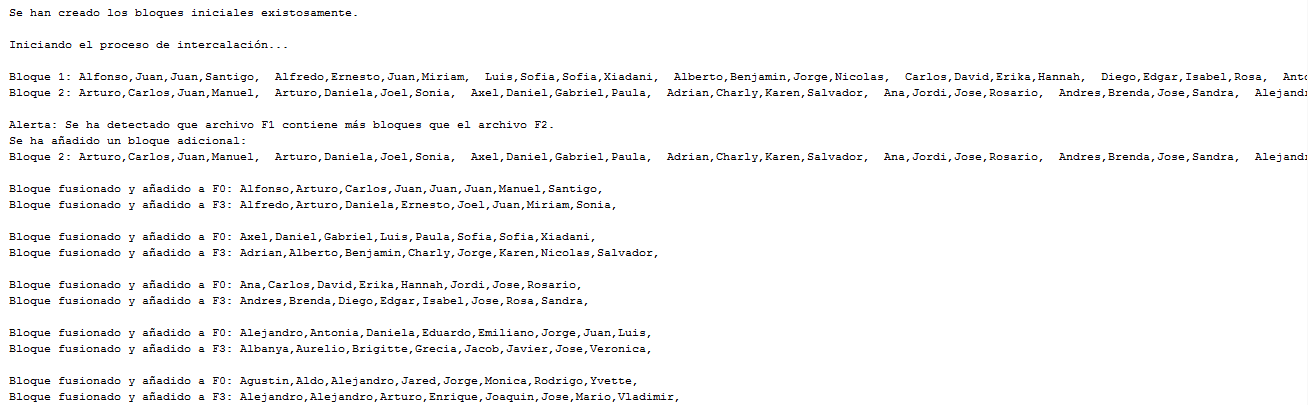 Se han creado los bloques iniciales existosamente.
Iniciando el proceso de intercalación...
Bloque 1: Alfonso,Juan,Juan,Santigo,  Alfredo,Ernesto,Juan,Miriam,  Luis,Sofia,Sofia,Xiadani,  Alberto,Benjamin,Jorge,Nicolas,  Carlos,David,Erika,Hannah,  Diego,Edgar,Isabel,Rosa,
Bloque 2: Arturo,Carlos,Juan,Manuel,  Arturo,Daniela,Joel,Sonia,  Axel,Daniel,Gabriel,Paula,  Adrian,Charly,Karen,Salvador,  Ana,Jordi,Jose,Rosario,  Andres,Brenda,Jose,Sandra,
Alerta: Se ha detectado que archivo F1 contiene más bloques que el archivo F2.
Se ha añadido un bloque adicional:
Bloque 2: Arturo,Carlos,Juan,Manuel,  Arturo,Daniela,Joel,Sonia,  Axel,Daniel,Gabriel,Paula,  Adrian,Charly,Karen,Salvador,  Ana,Jordi,Jose,Rosario,  Andres,Brenda,Jose,Sandra,
Bloque fusionado y añadido a F0: Alfonso,Arturo,Carlos,Juan,Juan,Juan,Manuel,Santigo,
Bloque fusionado y añadido a F3: Alfredo,Arturo,Daniela,Ernesto,Joel,Juan,Miriam,Sonia,
Bloque fusionado y añadido a F0: Axel,Daniel,Gabriel,Luis,Paula,Sofia,Sofia,Xiadani,
Bloque fusionado y añadido a F3: Adrian,Alberto,Benjamin,Charly,Jorge,Karen,Nicolas,Salvador,
Bloque fusionado y añadido a F0: Ana,Carlos,David,Erika,Hannah,Jordi,Jose,Rosario,
Bloque fusionado y añadido a F3: Andres,Brenda,Diego,Edgar,Isabel,Jose,Rosa,Sandra,
Bloque fusionado y añadido a F0: Alejandro,Antonia,Daniela,Eduardo,Emiliano,Jorge,Juan,Luis,
Bloque fusionado y añadido a F3: Albanya,Aurelio,Brigitte,Grecia,Jacob,Javier,Jose,Veronica,
Bloque fusionado y añadido a F0: Agustin,Aldo,Alejandro,Jared,Jorge,Monica,Rodrigo,Yvette,
Bloque fusionado y añadido a F3: Alejandro,Alejandro,Arturo,Enrique,Joaquin,Jose,Mario,Vladimir,